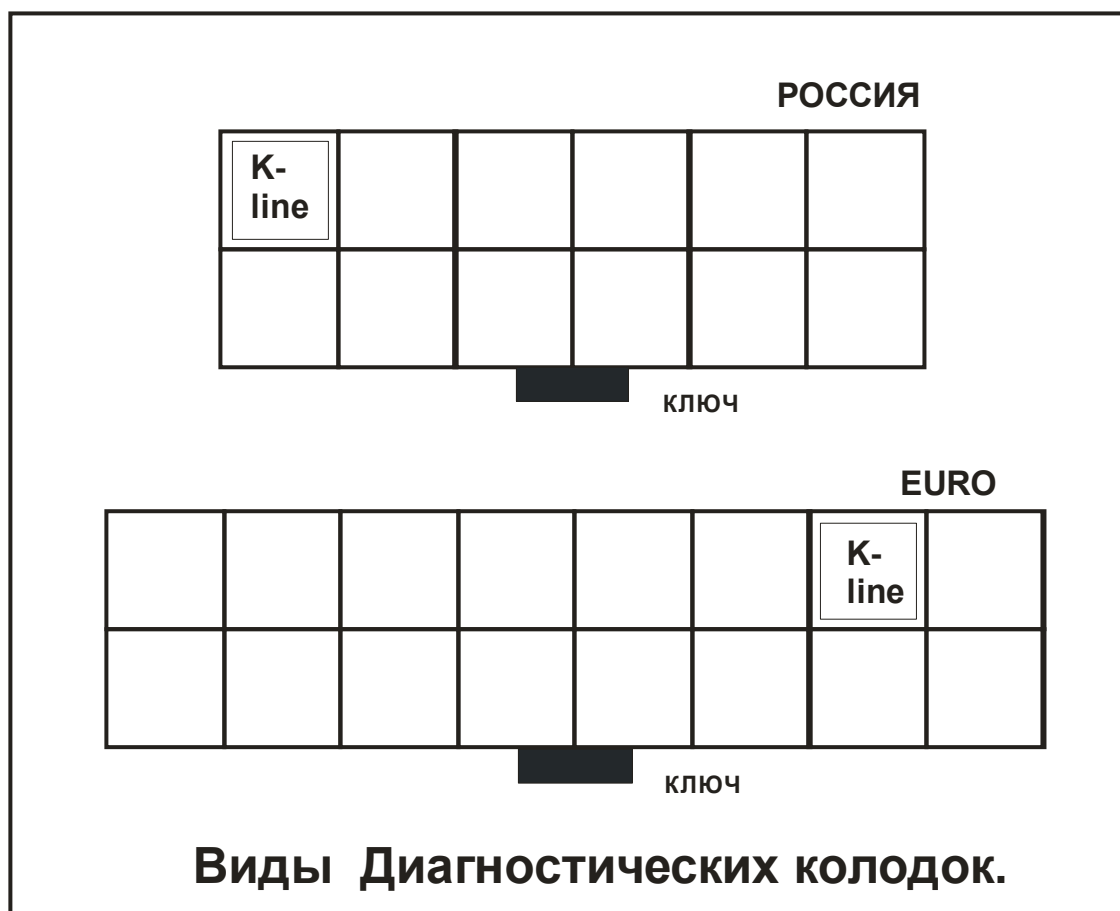 РОССИЯ
K-
line
ключ
EURO
K-
line
ключ
Виды Диагностических колодок.